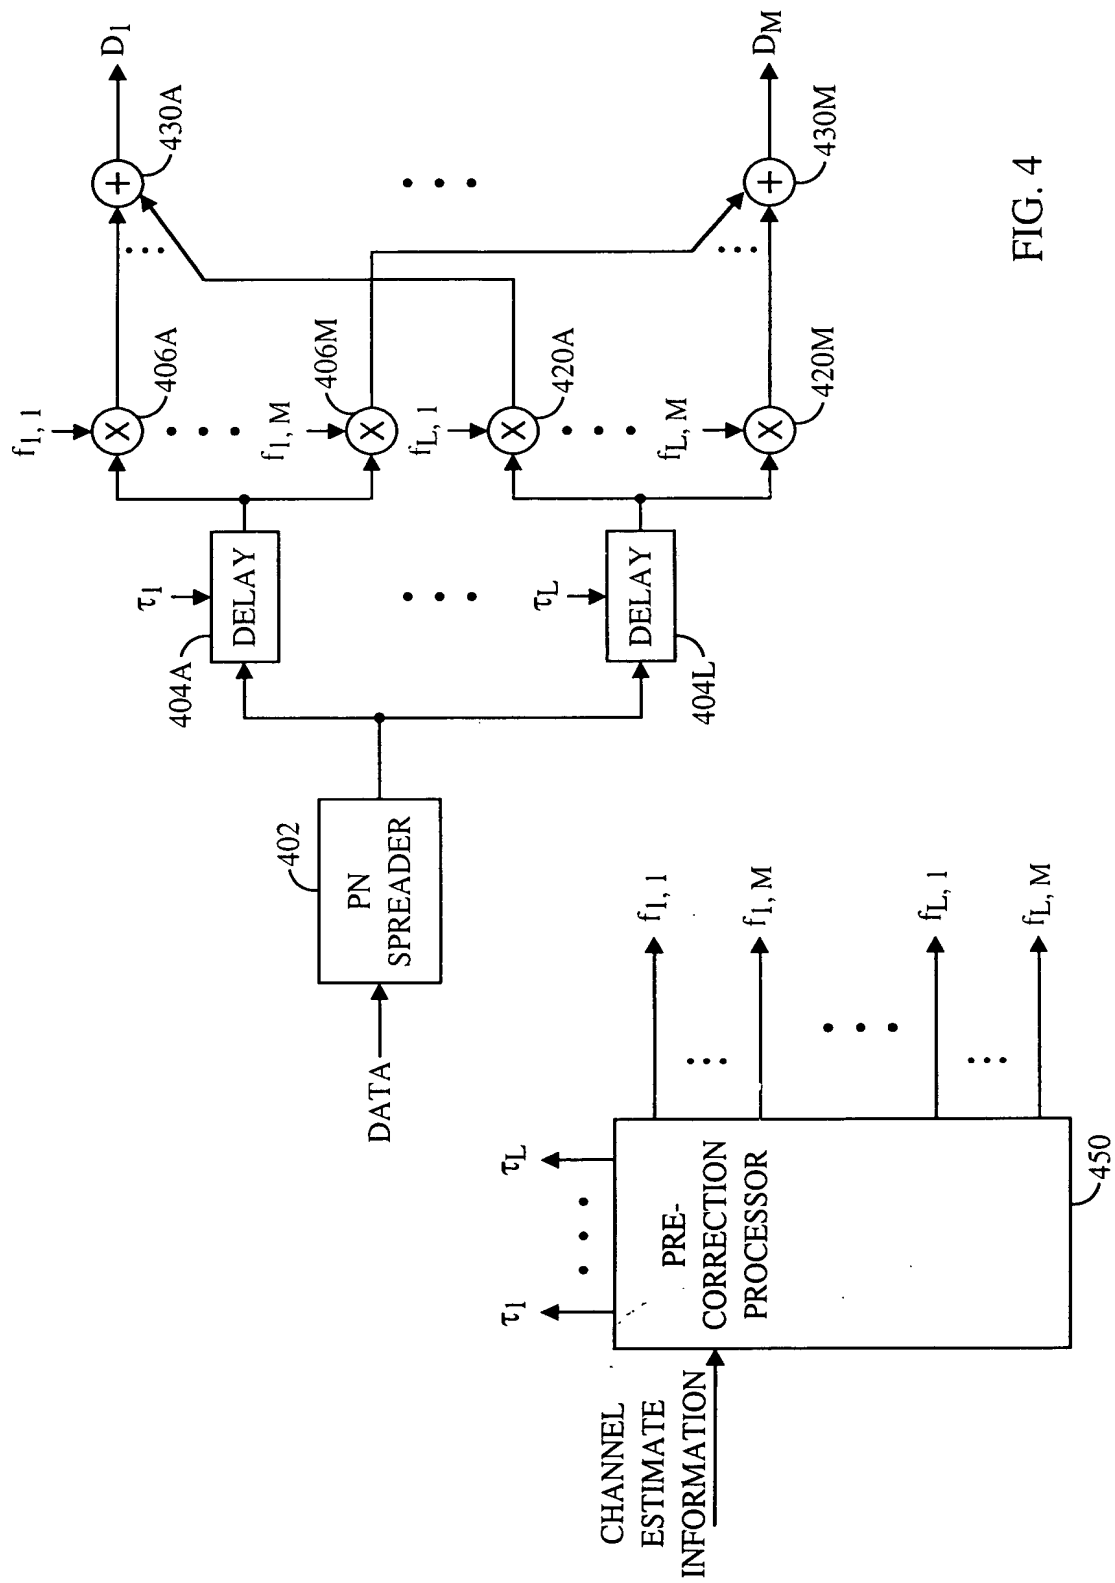 f1, 1
406A
430A
D1
τ1
404A
DELAY
f1, M
406M
402
PN
SPREADER
DATA
fL, 1
420A
τL
DELAY
404L
fL, M
420M
430M
DM
CHANNEL
ESTIMATE
INFORMATION
τ1
τL
PRE-
CORRECTION
PROCESSOR
f1, 1
f1, M
fL, 1
fL, M
450
FIG. 4